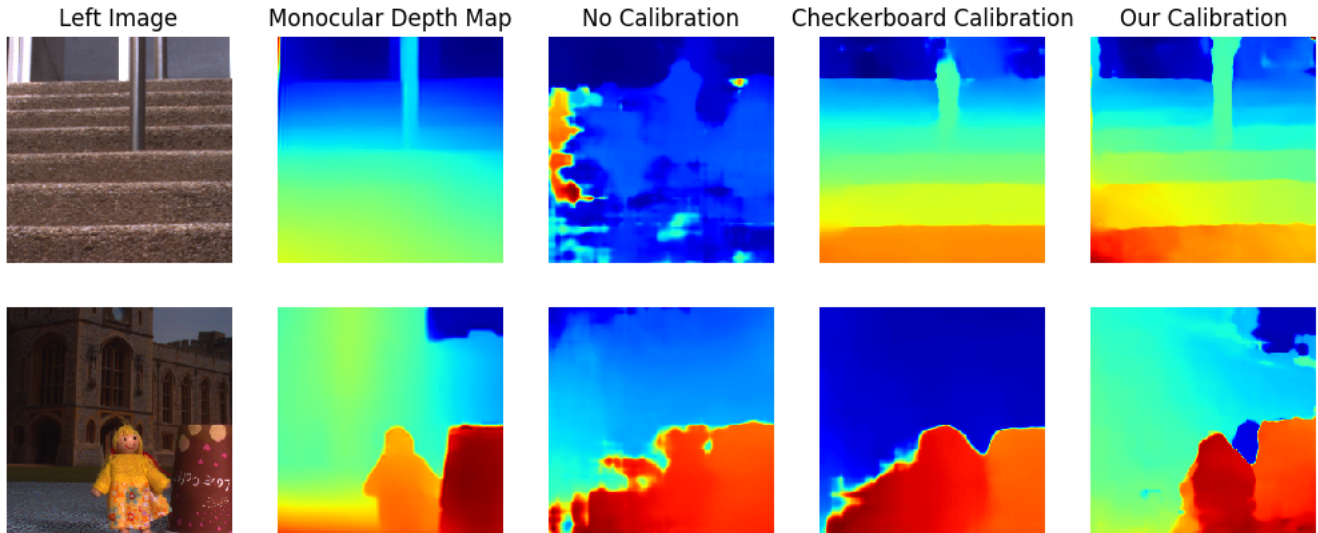 Left Image
Monocular Depth Map
No Calibration
Checkerboard Calibration
Our Calibration